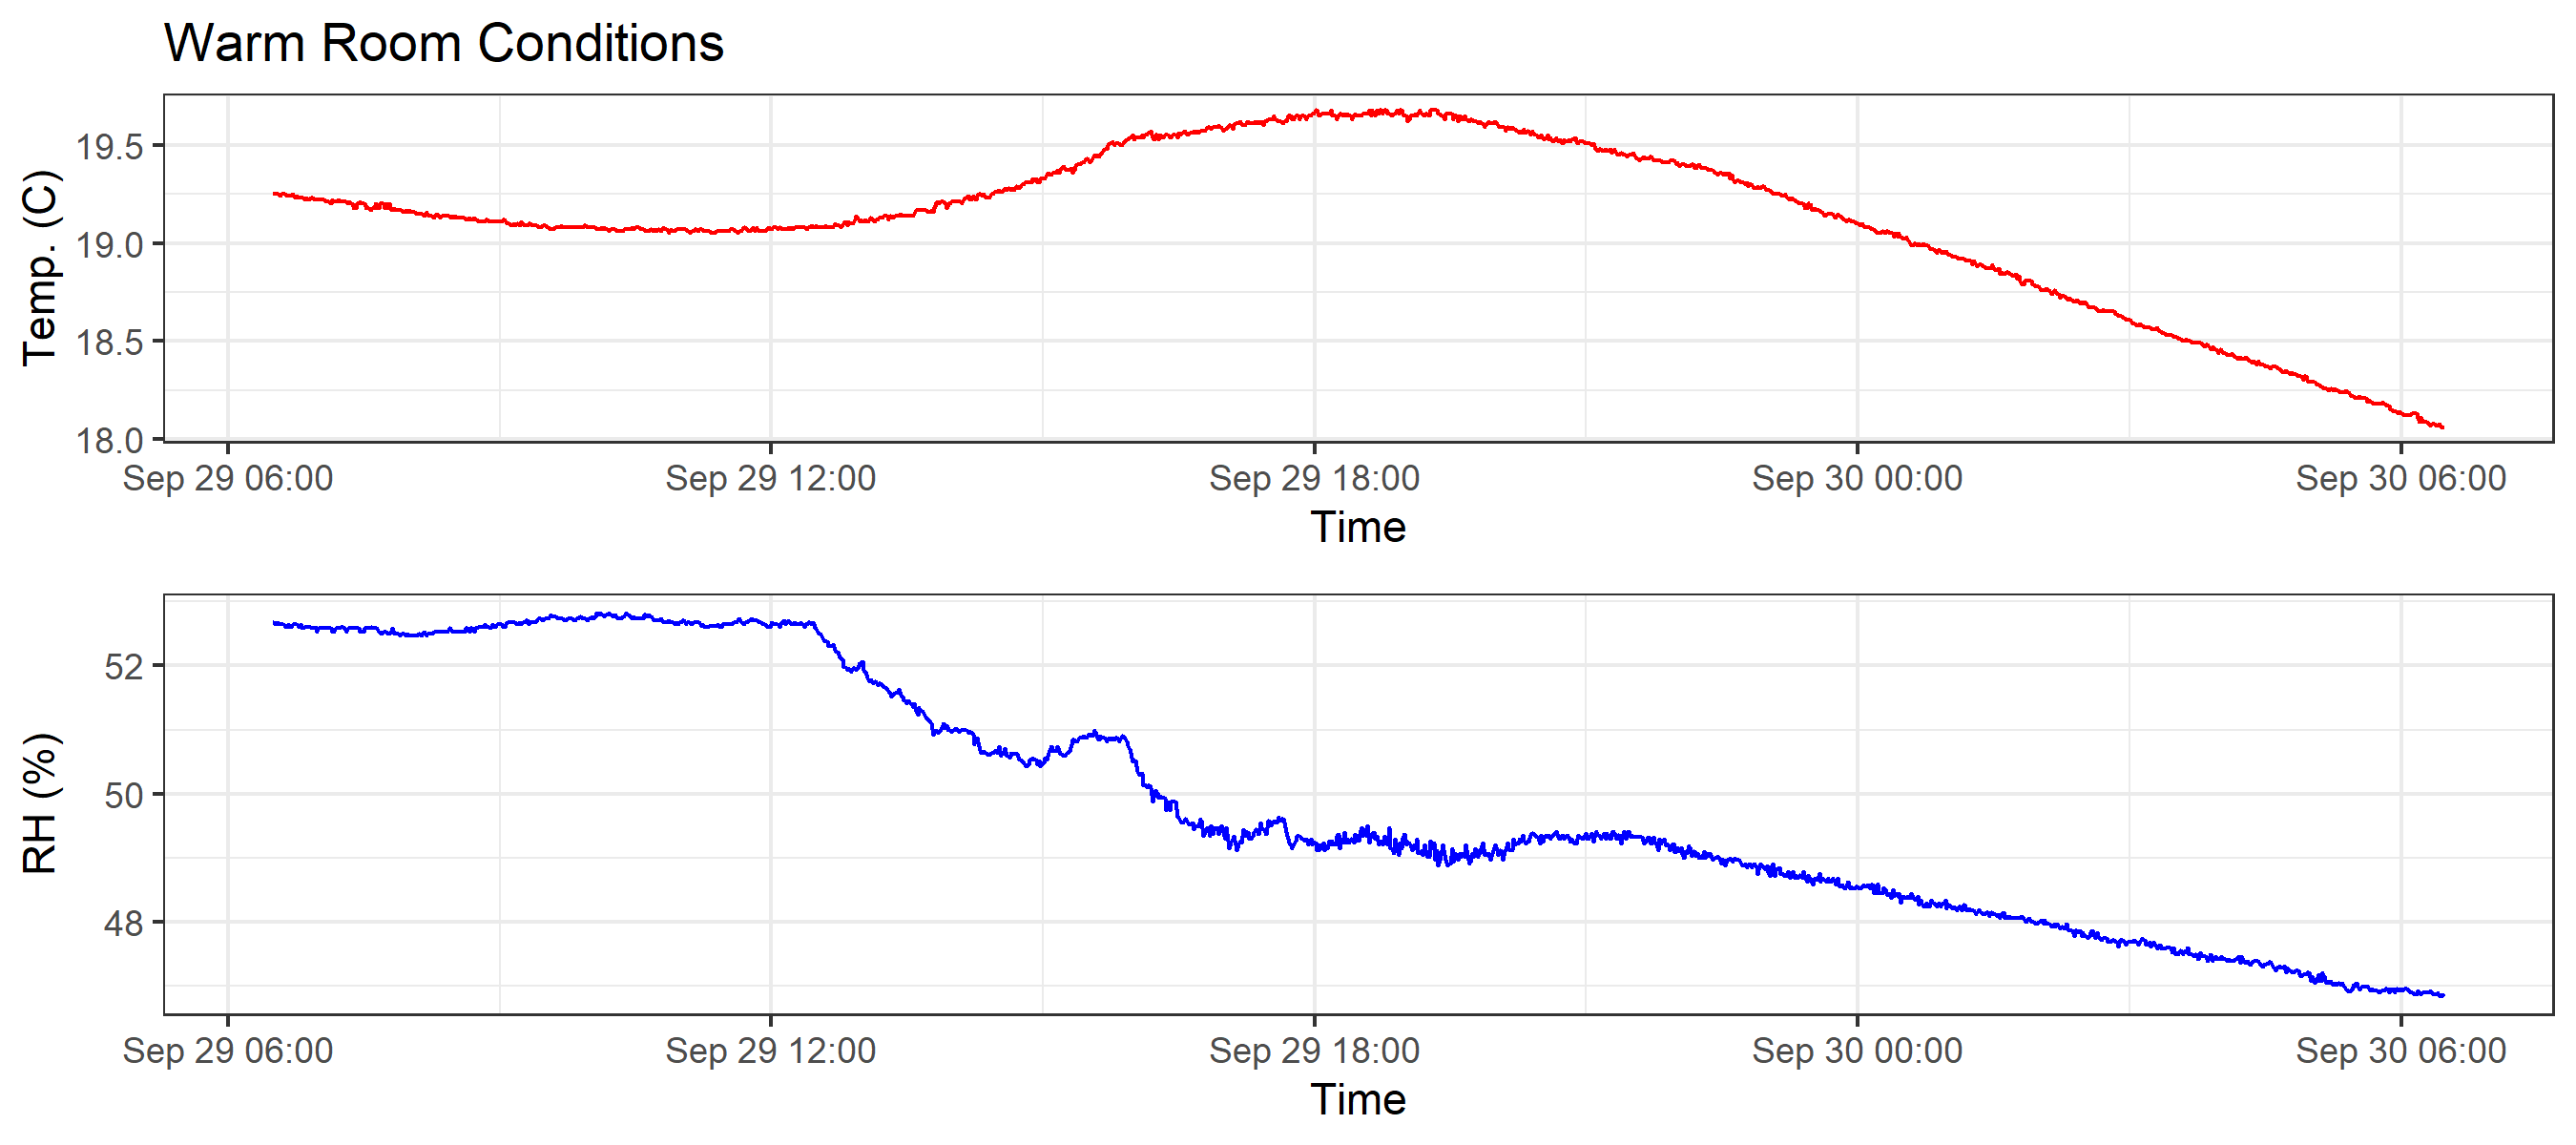 Warm Room Conditions
Temp. (C)
19.5
19.0
18.5
18.0
Sep 29 06:00 Sep 29 12:00 Sep 29 18:00 Sep 30 00:00 Sep 30 06:00
Time
RH (%)
52
50
48
Sep 29 06:00 Sep 29 12:00 Sep 29 18:00 Sep 30 00:00 Sep 30 06:00
Time